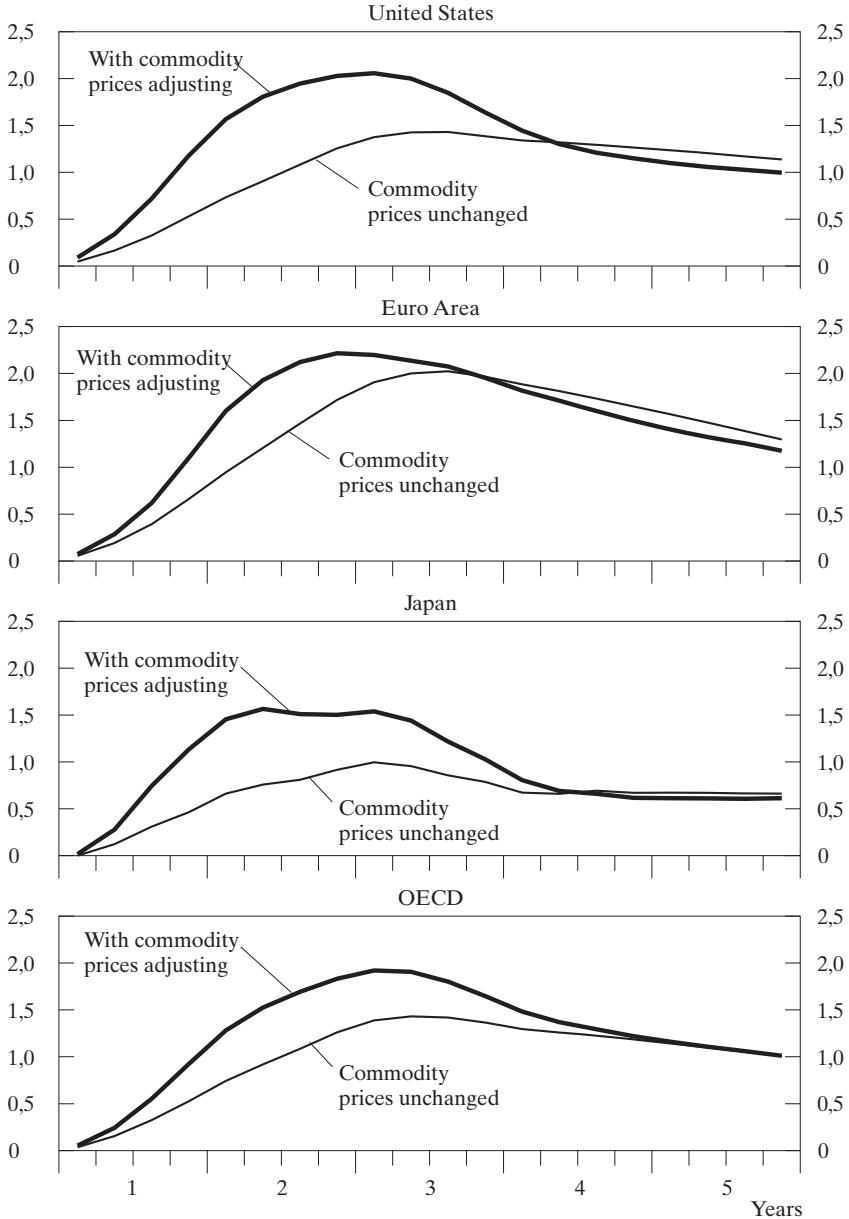 United States
2,5 2,5
With commodity
prices adjusting
2,0 2,0
1,5 1,5
1,0 1,0
Commodity
prices unchanged
0,5 0,5
0 0
Euro Area
2,5 2,5
With commodity
prices adjusting
2,0 2,0
1,5 1,5
Commodity
prices unchanged
1,0 1,0
0,5 0,5
0 0
Japan
2,5 2,5
With commodity
prices adjusting
2,0 2,0
1,5 1,5
1,0 1,0
Commodity
prices unchanged
0,5 0,5
0 0
OECD
2,5 2,5
With commodity
prices adjusting
2,0 2,0
1,5 1,5
1,0 1,0
Commodity
prices unchanged
0,5 0,5
0 0
1 2 3 4 5
Years